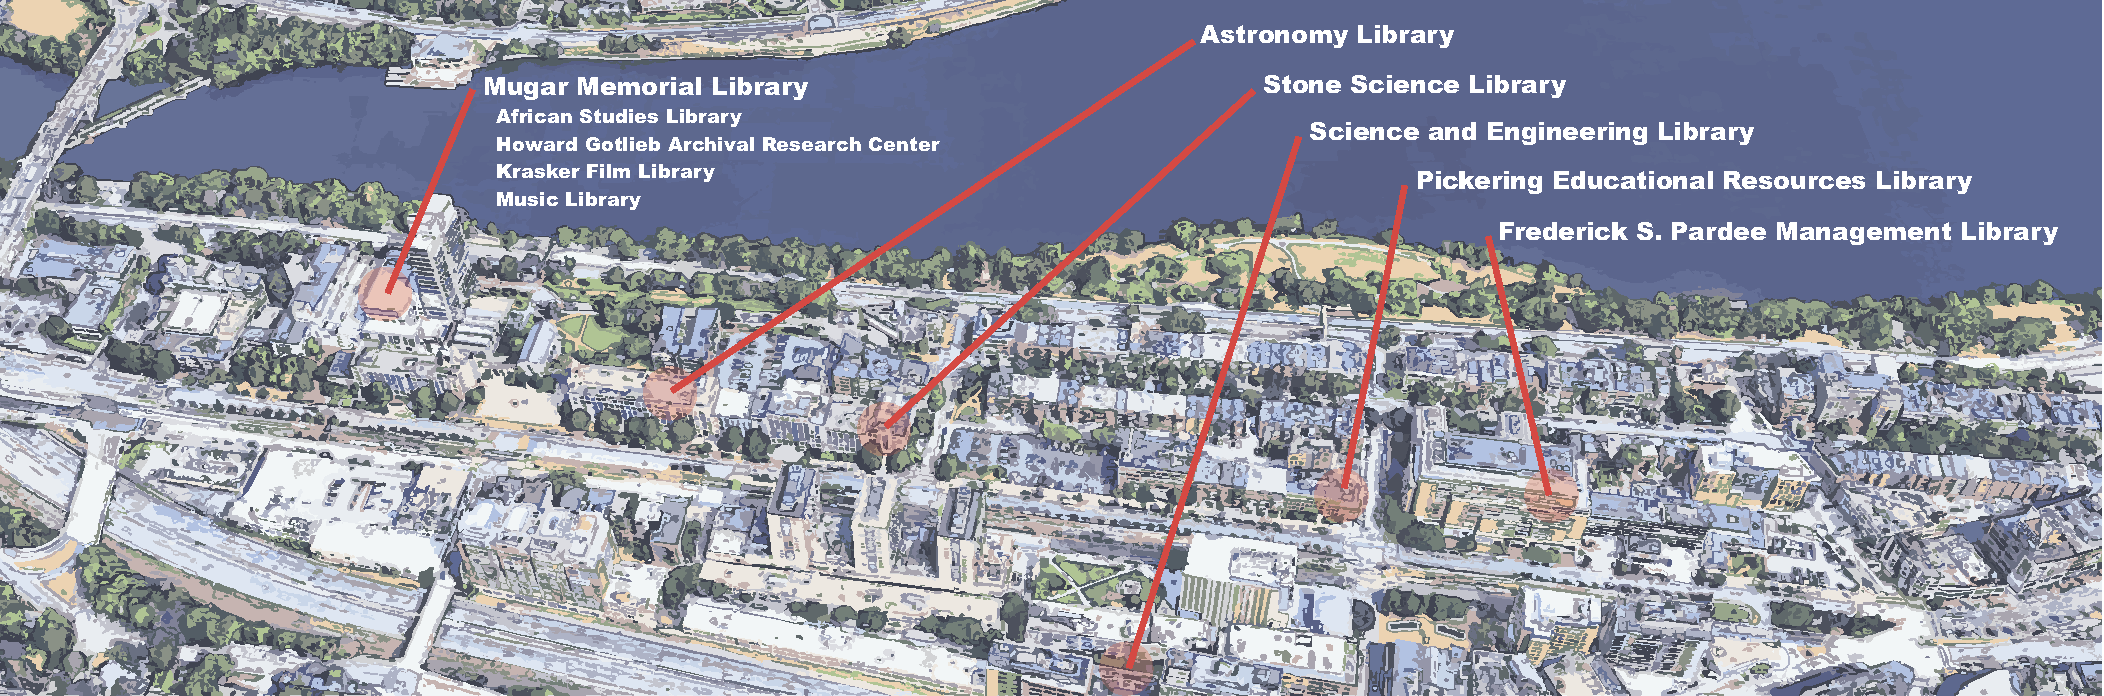 Mugar Memorial Library
African Studies Library
Howard Gotlieb Archival Research Center
Krasker Film Library
Music Library
Astronomy Library
Stone Science Library
Science and Engineering Library
Pickering Educational Resources Library
Frederick S. Pardee Management Library